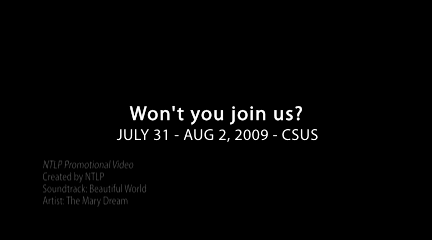 Won't you join us?
JULY 31 - AUG 2, 2009 - CSUS
NTLP Promotional Video
Created by NTLP
Soundtrack: Beautiful World
Artist: The Mary Dream